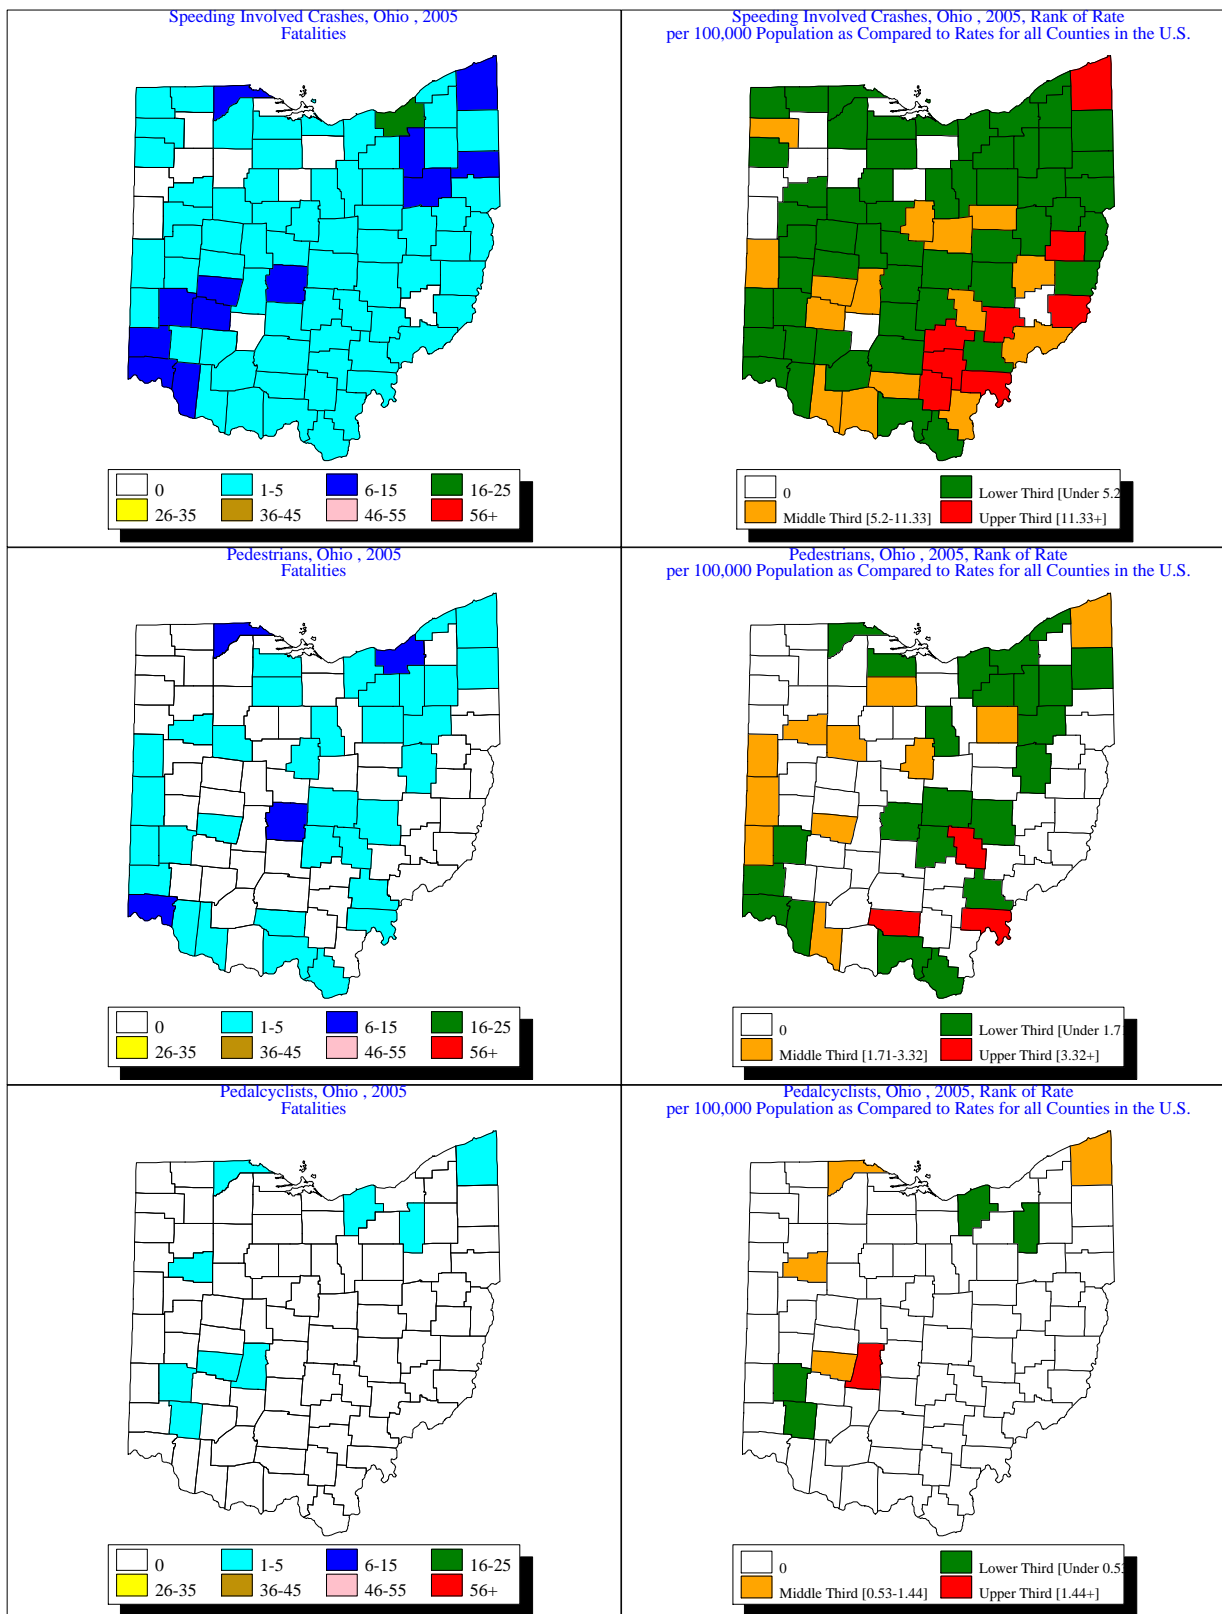 Speeding Involved Crashes, Ohio , 2005
Fatalities
0
1-5
6-15
16-25
26-35
36-45
46-55
56+
Speeding Involved Crashes, Ohio , 2005, Rank of Rate
per 100,000 Population as Compared to Rates for all Counties in the U.S.
0
Lower Third [Under 5.2
Middle Third [5.2-11.33]
Upper Third [11.33+]
Pedestrians, Ohio , 2005
Fatalities
0
1-5
6-15
16-25
26-35
36-45
46-55
56+
Pedestrians, Ohio , 2005, Rank of Rate
per 100,000 Population as Compared to Rates for all Counties in the U.S.
0
Lower Third [Under 1.71
Middle Third [1.71-3.32]
Upper Third [3.32+]
Pedalcyclists, Ohio , 2005
Fatalities
0
1-5
6-15
16-25
26-35
36-45
46-55
56+
Pedalcyclists, Ohio , 2005, Rank of Rate
per 100,000 Population as Compared to Rates for all Counties in the U.S.
0
Lower Third [Under 0.53
Middle Third [0.53-1.44]
Upper Third [1.44+]